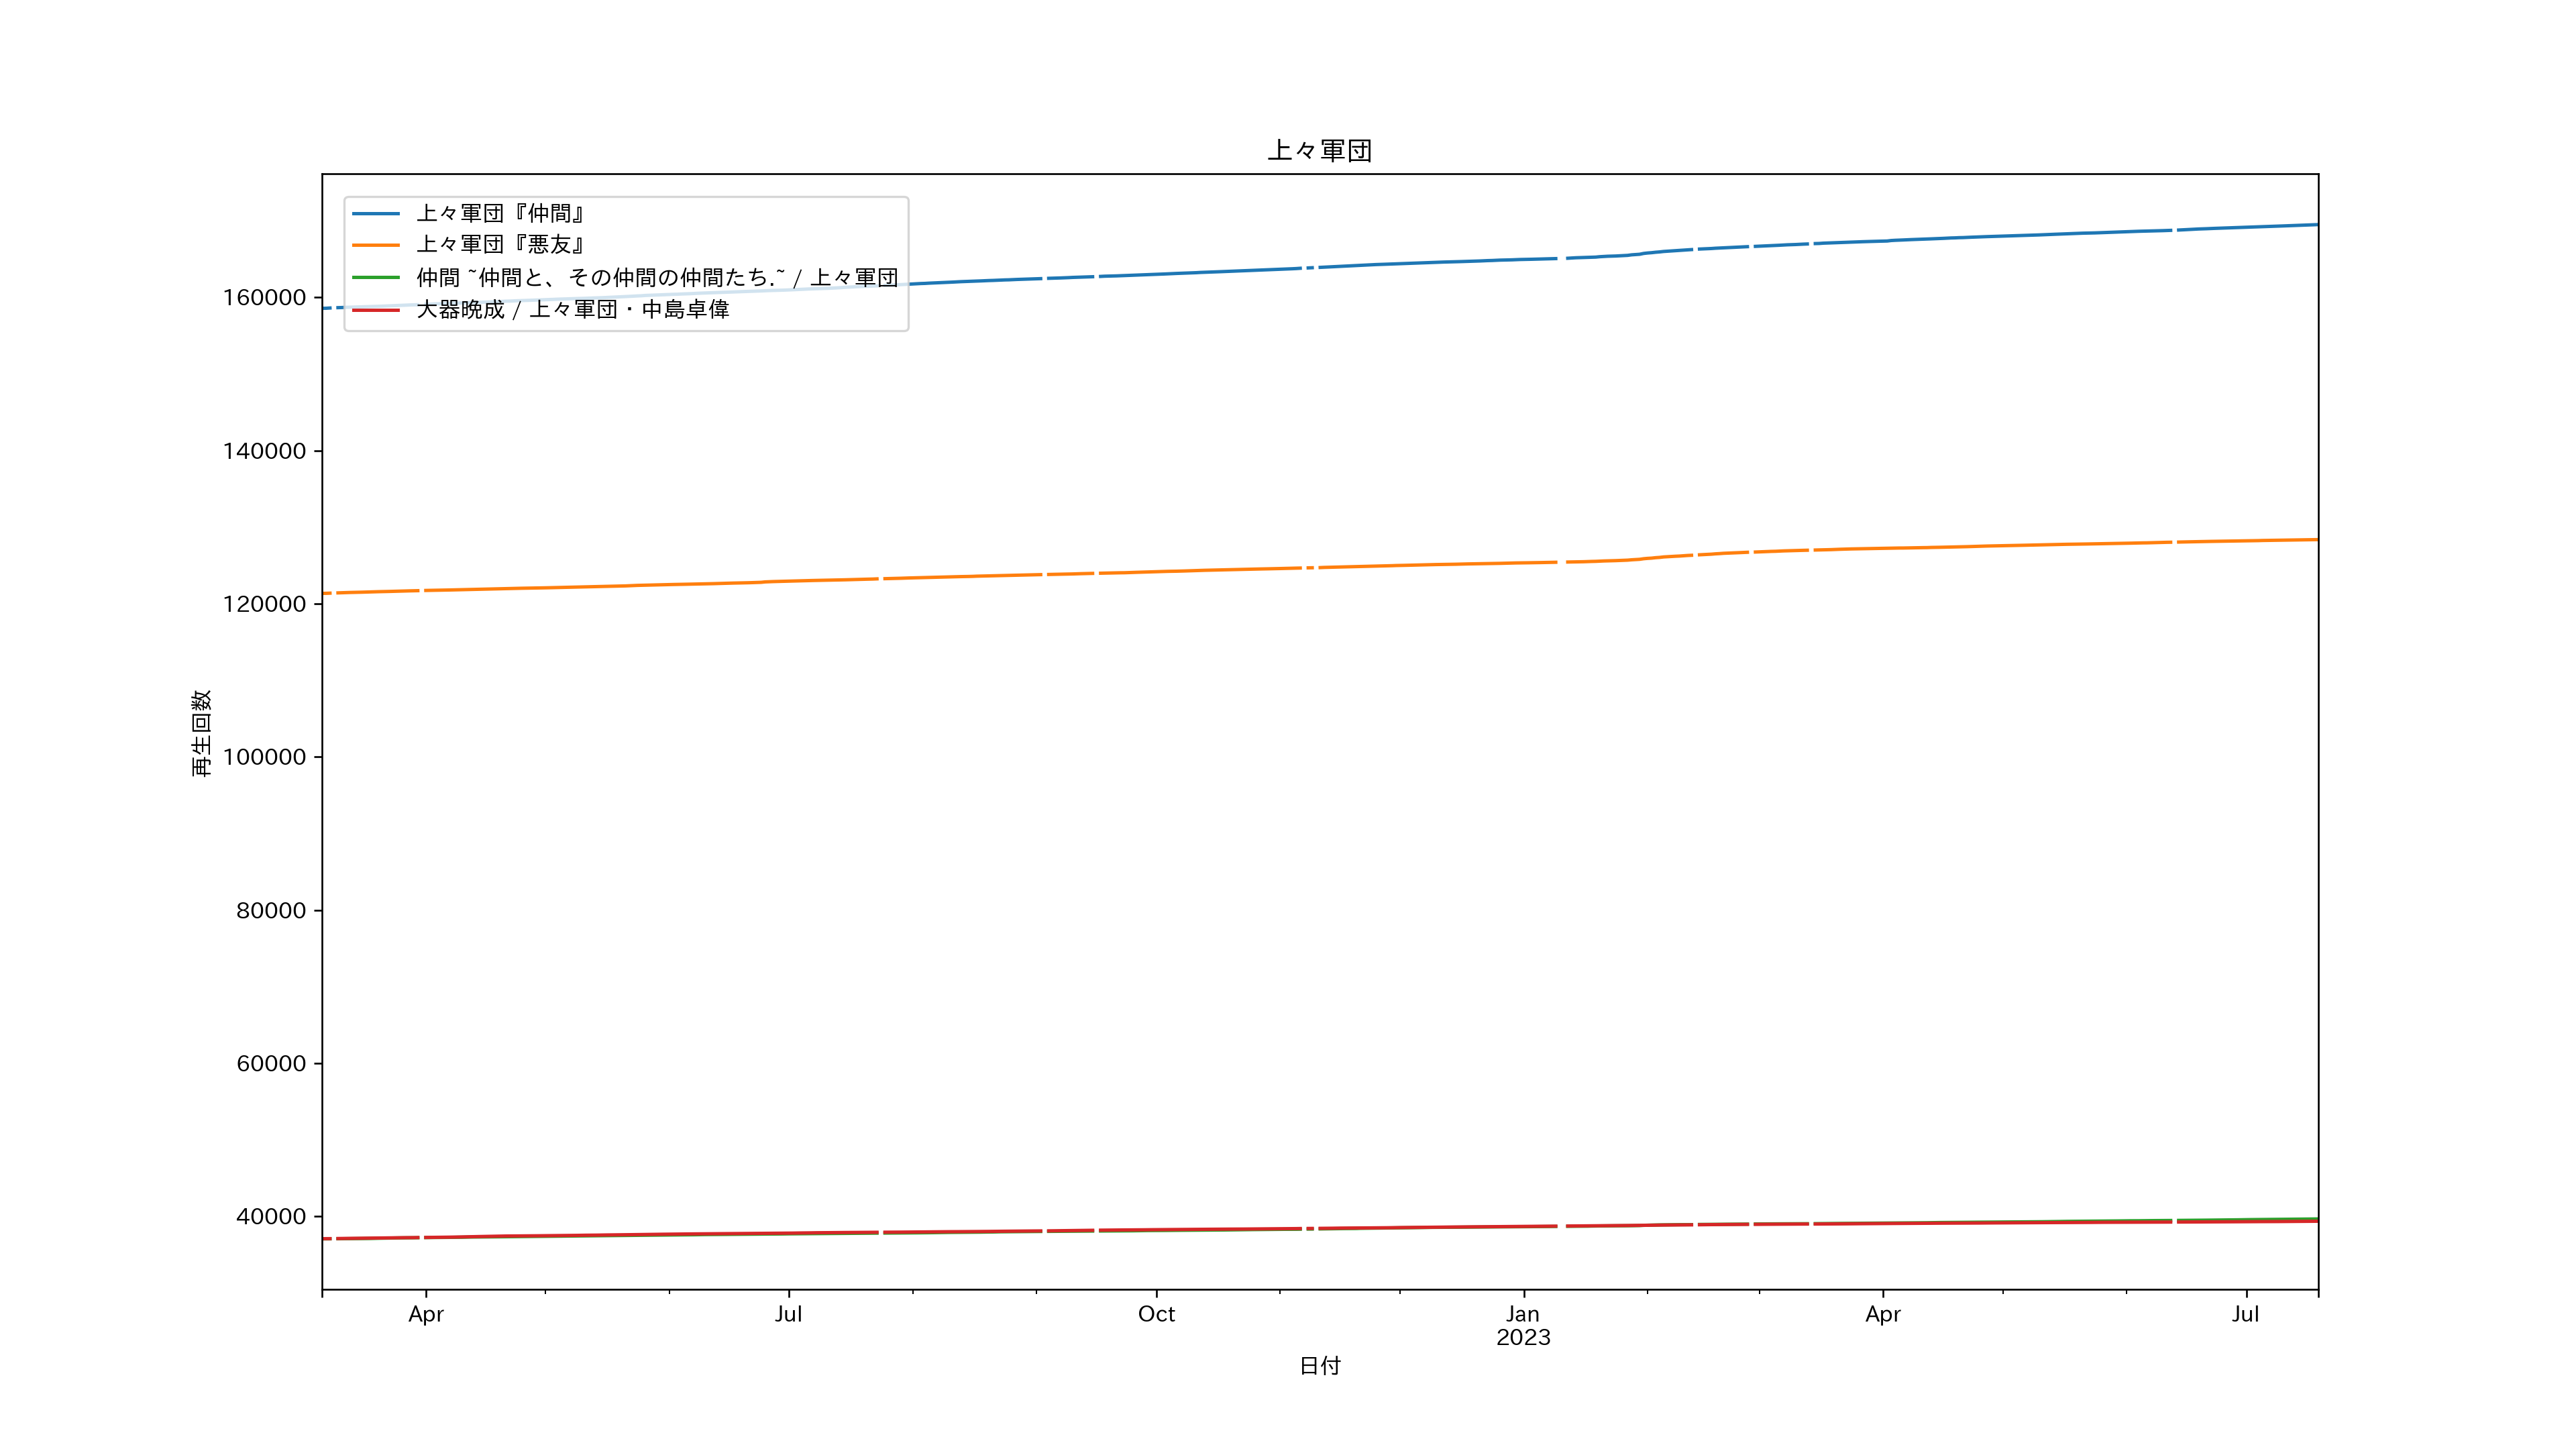 上々軍団
上々軍団『仲間』
上々軍団『悪友』
仲間 ~仲間と、その仲間の仲間たち.~ / 上々軍団
大器晩成 / 上々軍団・中島卓偉
160000
140000
120000
100000
80000
60000
40000
再生回数
Apr
Jul
Oct
Jan
2023
Apr
Jul
日付